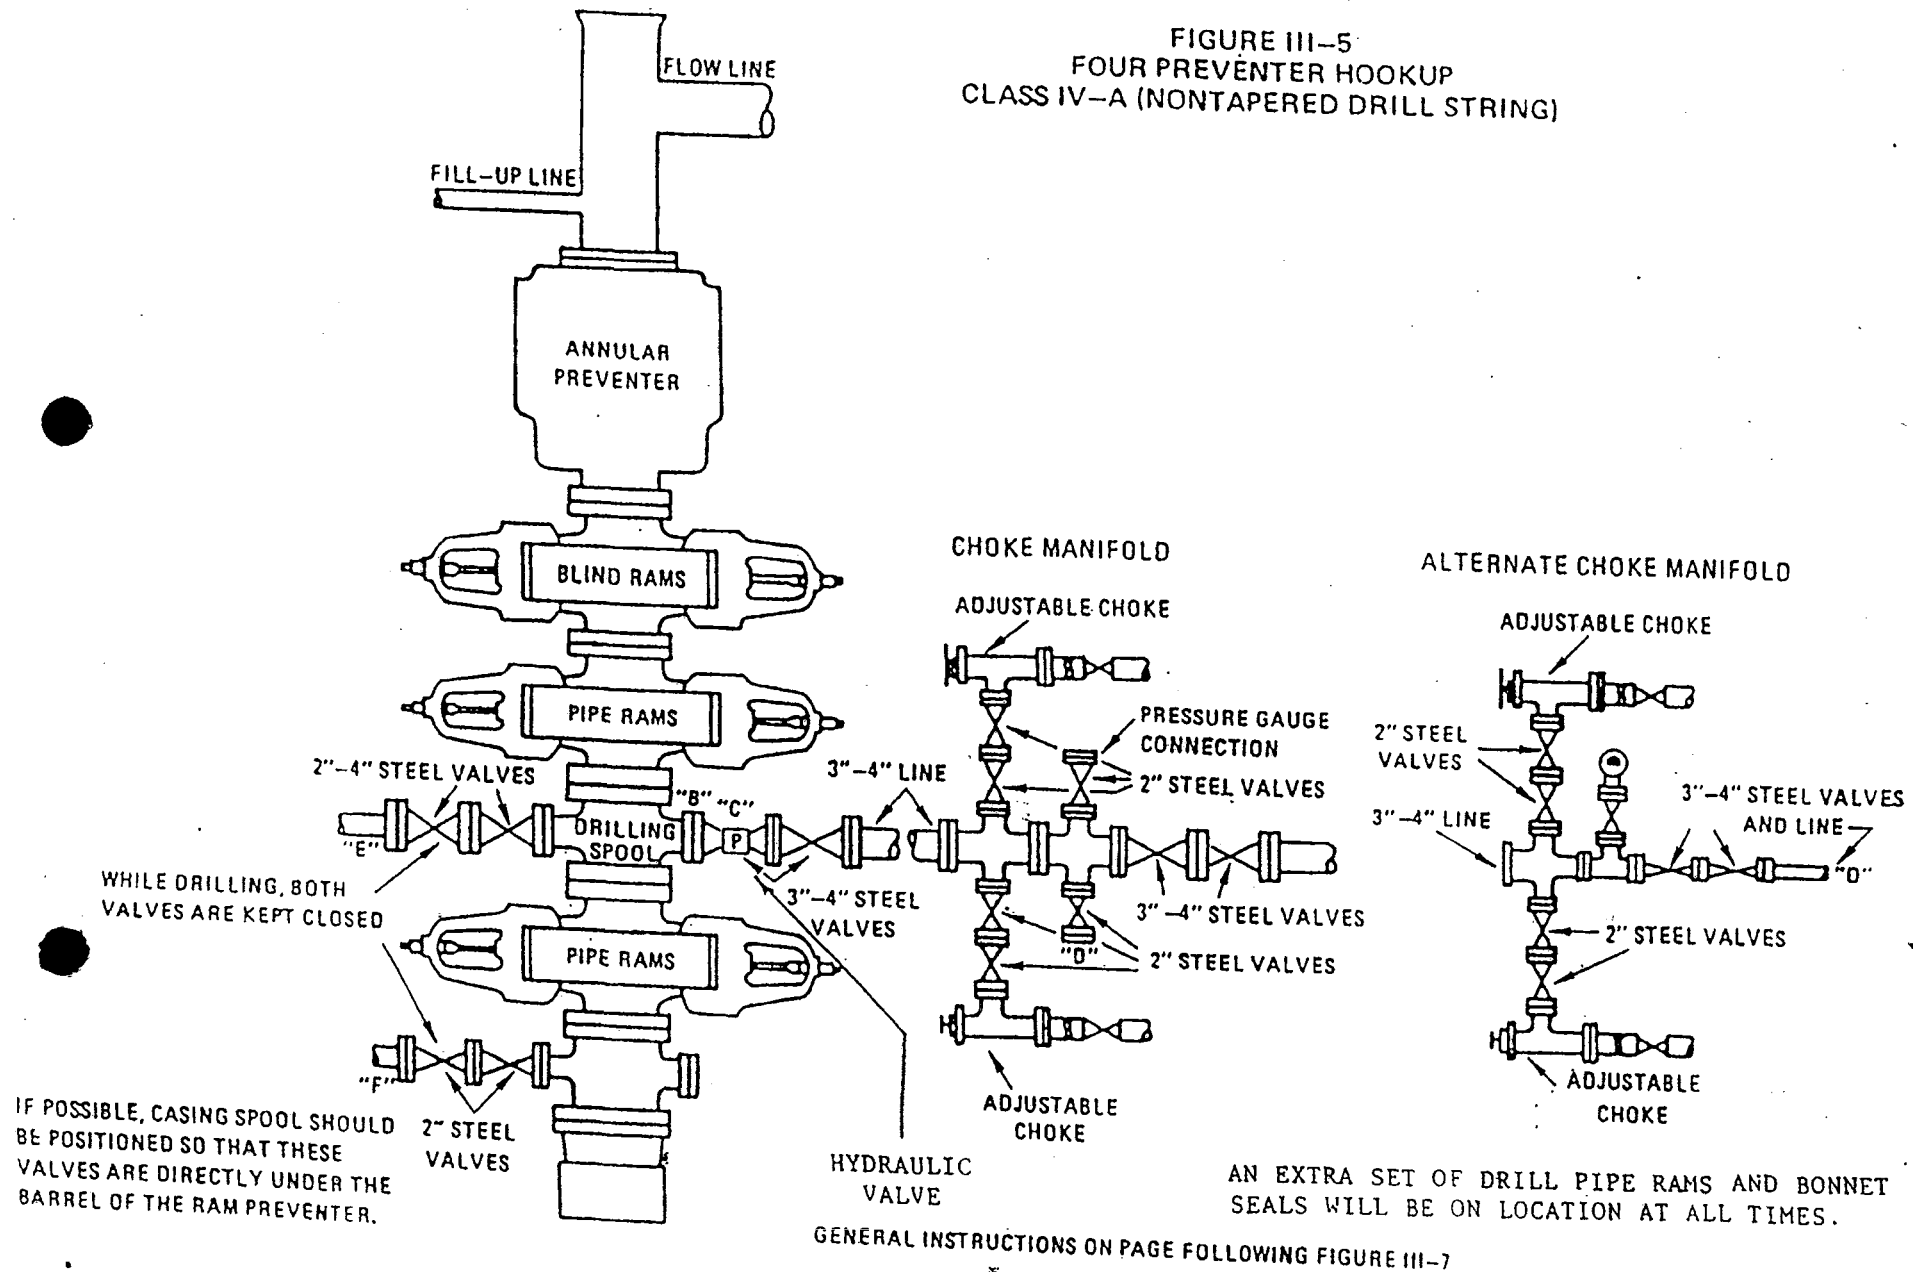 FIGURE III-5
FOUR PREVENTER HOOKUP
CLASS IV-A (NONTAPERED DRILL STRING)
FLOW LINE
FILL-UP LINE
ANNULAR
PREVENTER
BLIND RAMS
PIPE RAMS
2"-4" STEEL VALVES
"B" "C"
3"-4" LINE
"E"
DRILLING
SPOOL
P
WHILE DRILLING, BOTH
VALVES ARE KEPT CLOSED
3"-4" STEEL
VALVES
PIPE RAMS
"F"
IF POSSIBLE, CASING SPOOL SHOULD
BE POSITIONED SO THAT THESE
VALVES ARE DIRECTLY UNDER THE
BARREL OF THE RAM PREVENTER.
2" STEEL
VALVES
HYDRAULIC
VALVE
CHOKE MANIFOLD
ADJUSTABLE CHOKE
PRESSURE GAUGE
CONNECTION
2" STEEL VALVES
3"-4" STEEL VALVES
"D"
2" STEEL VALVES
ADJUSTABLE
CHOKE
ALTERNATE CHOKE MANIFOLD
ADJUSTABLE CHOKE
2" STEEL
VALVES
3"-4" STEEL VALVES
AND LINE
3"-4" LINE
"D"
2" STEEL VALVES
ADJUSTABLE
CHOKE
AN EXTRA SET OF DRILL PIPE RAMS AND BONNET
SEALS WILL BE ON LOCATION AT ALL TIMES.
GENERAL INSTRUCTIONS ON PAGE FOLLOWING FIGURE III-7